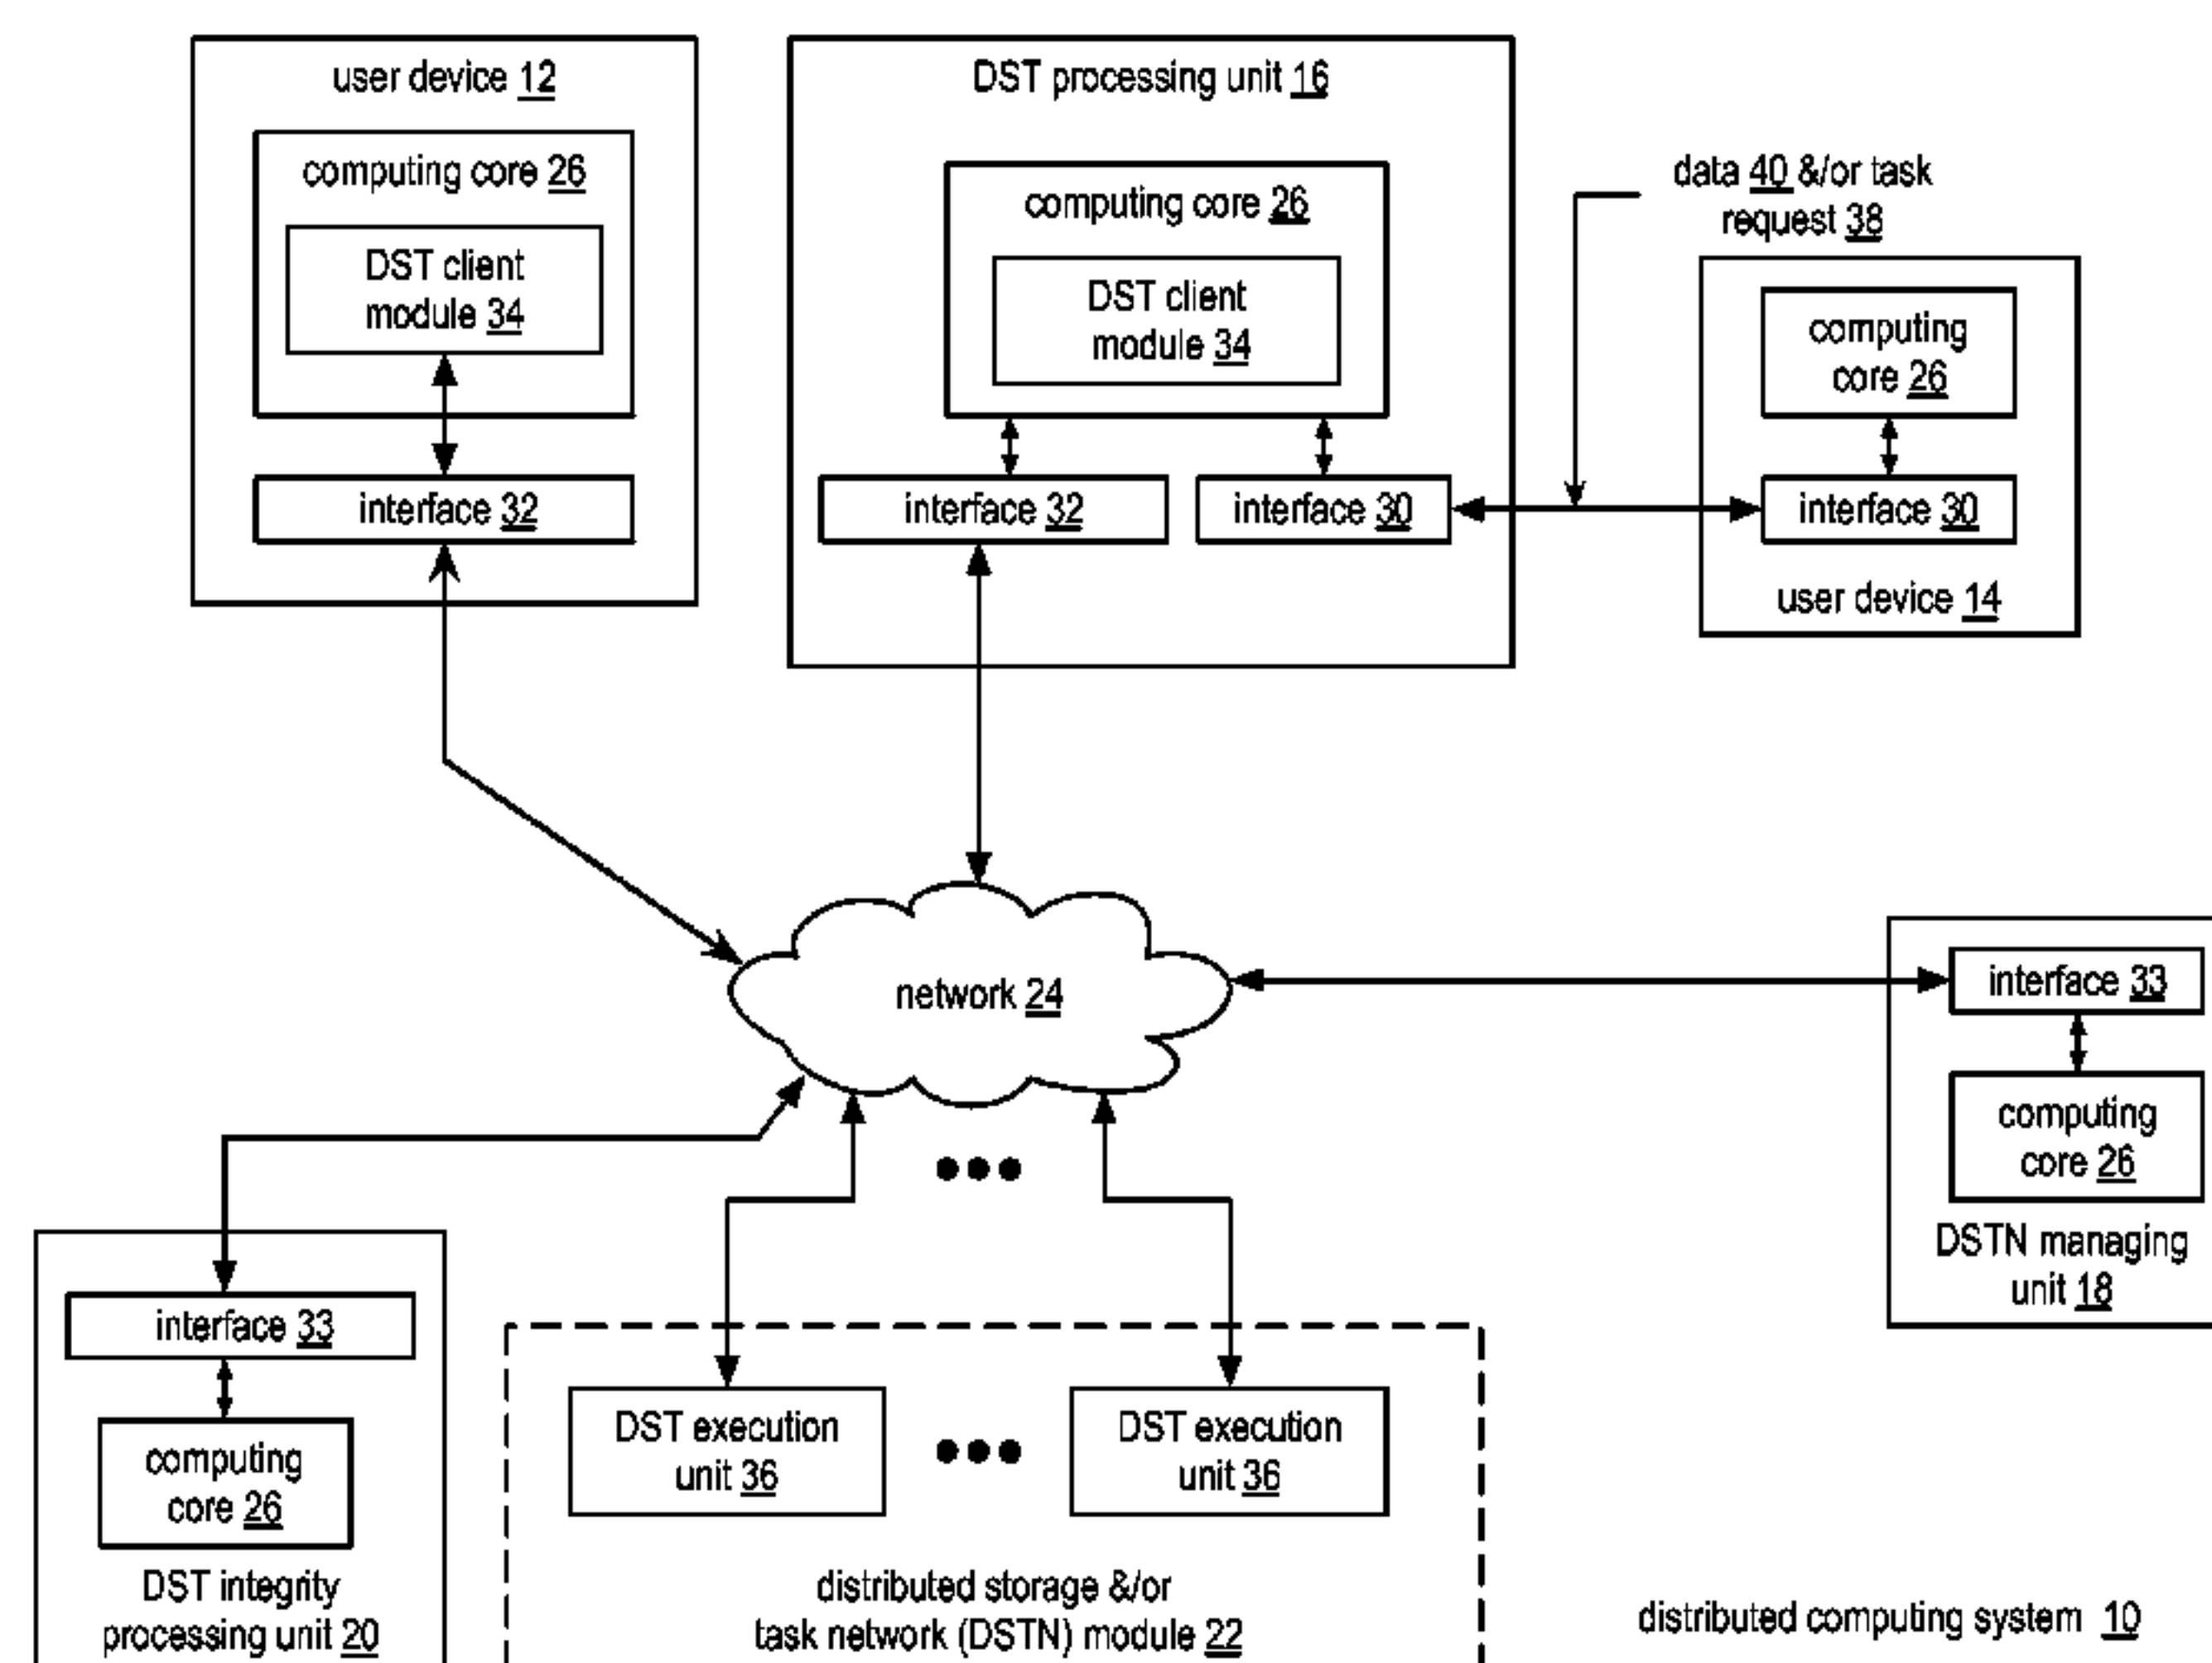 user device 12
computing core 26
DST client
module 34
interface 32
DST processing unit 16
computing core 26
DST client
module 34
interface 32
interface 30
data 40 &/or task
request 38
computing
core 26
interface 30
user device 14
network 24
interface 33
computing
core 26
DSTN managing
unit 18
interface 33
computing
core 26
DST integrity
processing unit 20
DST execution
unit 36
DST execution
unit 36
distributed storage &/or
task network (DSTN) module 22
distributed computing system 10